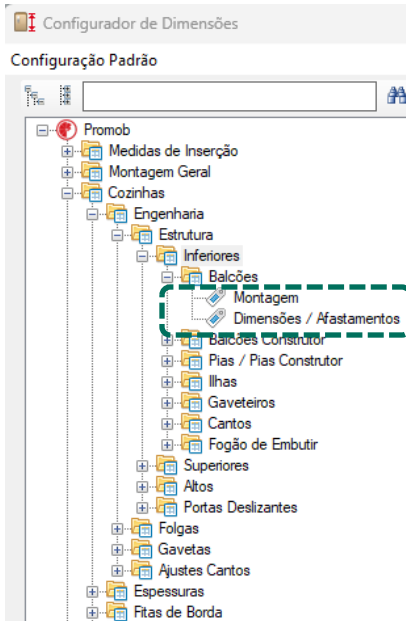 Configurador de Dimensões
Configuração Padrão
Promob
Medidas de Inserção
Montagem Geral
Cozinhas
Engenharia
Estrutura
Inferiores
Balcões
Montagem
Dimensões / Afastamentos
Balcões Construtor
Pias / Pias Construtor
Ilhas
Gaveteiros
Cantos
Fogão de Embutir
Superiores
Altos
Portas Deslizantes
Folgas
Gavetas
Ajustes Cantos
Espessuras
Fitas de Borda